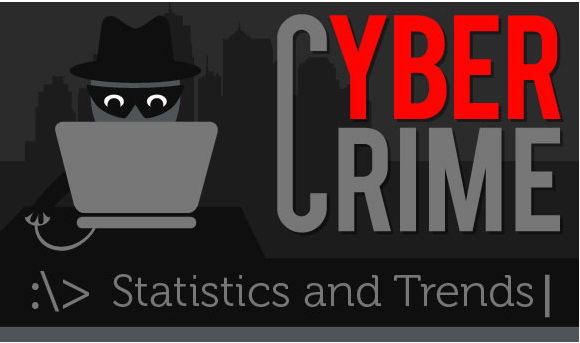 CYBER
CRIME
:\> Statistics and Trends|